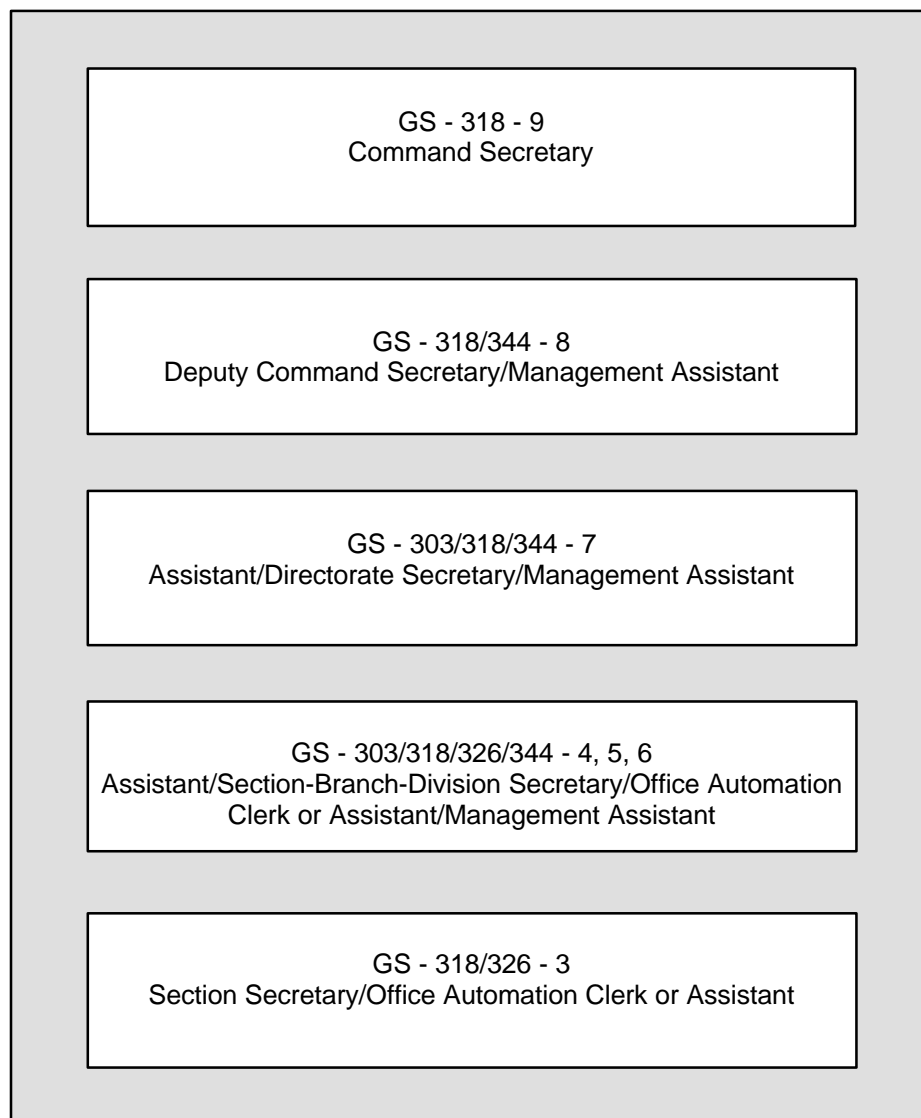 GS - 318 - 9
Command Secretary
GS - 318/344 - 8
Deputy Command Secretary/Management Assistant
GS - 303/318/344 - 7
Assistant/Directorate Secretary/Management Assistant
GS - 303/318/326/344 - 4, 5, 6
Assistant/Section-Branch-Division Secretary/Office Automation
Clerk or Assistant/Management Assistant
GS - 318/326 - 3
Section Secretary/Office Automation Clerk or Assistant